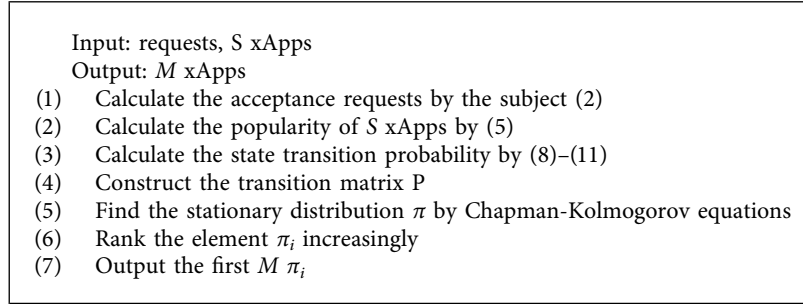 Input: requests, S xApps
Output: M xApps
(1) Calculate the acceptance requests by the subject (2)
(2) Calculate the popularity of S xApps by (5)
(3) Calculate the state transition probability by (8)–(11)
(4) Construct the transition matrix P
(5) Find the stationary distribution π by Chapman-Kolmogorov equations
(6) Rank the element πi increasingly
(7) Output the first M πi